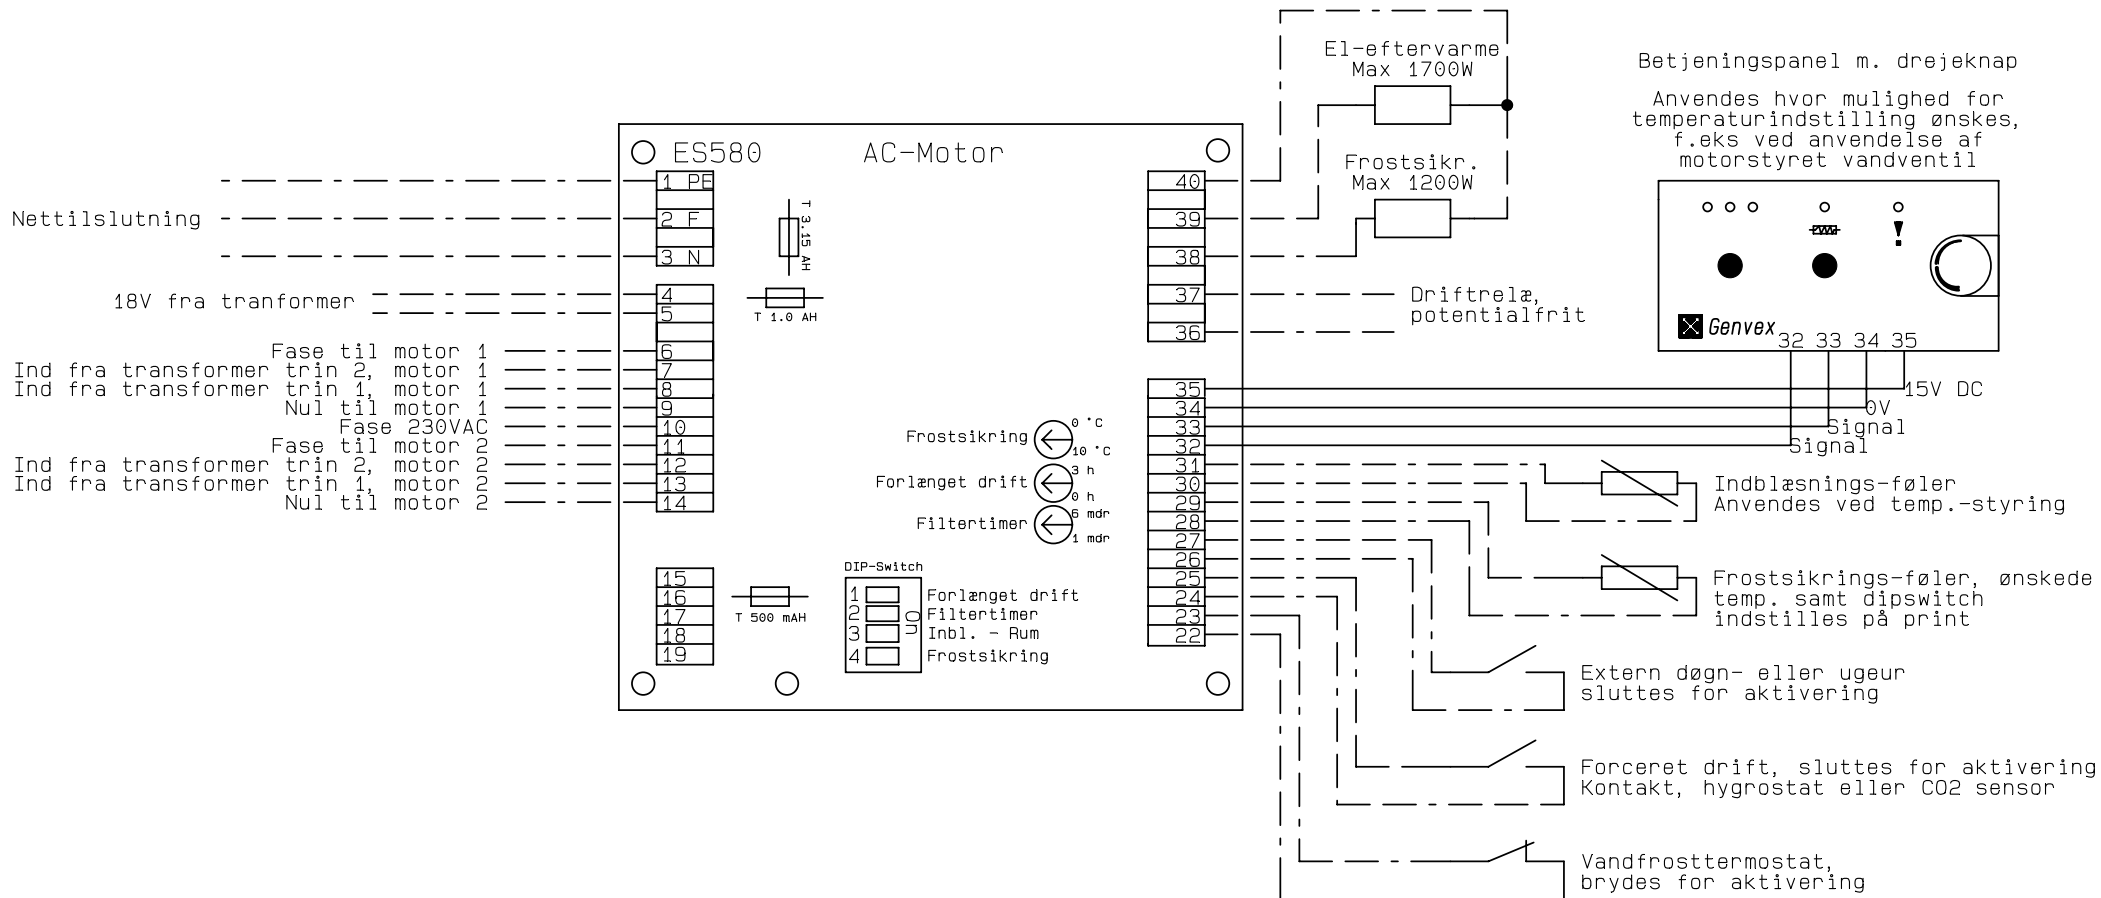 El-eftervarme
Max 1700W
Betjeningspanel m. drejeknap
Anvendes hvor mulighed for
temperaturindstilling ønskes,
f.eks ved anvendelse af
motorstyret vandventil
Frostsikr.
Max 1200W
ES580
AC-Motor
Nettilslutning
18V fra tranformer
Fase til motor 1
Ind fra transformer trin 2, motor 1
Ind fra transformer trin 1, motor 1
Nul til motor 1
Fase 230VAC
Fase til motor 2
Ind fra transformer trin 2, motor 2
Ind fra transformer trin 1, motor 2
Nul til motor 2
1 PE
2 F
3 N
4
5
6
7
8
9
10
11
12
13
14
15
16
17
18
19
T 3.15 AH
T 1.0 AH
T 500 mAH
Frostsikring
0 °C
10 °C
Forlænget drift
3 h
0 h
Filtertimer
6 mdr
1 mdr
DIP-Switch
1 Forlænget drift
2 Filtertimer
3 Inbl. - Rum
4 Frostsikring
On
40
39
38
37
36
35
34
33
32
31
30
29
28
27
26
25
24
23
22
Driftrelæ,
potentialfrit
Genvex
32 33 34 35
15V DC
0V
Signal
Signal
Indblæsnings-føler
Anvendes ved temp.-styring
Frostsikrings-føler, ønskede
temp. samt dipswitch
indstilles på print
Extern døgn- eller ugeur
sluttes for aktivering
Forceret drift, sluttes for aktivering
Kontakt, hygrostat eller CO2 sensor
Vandfrosttermostat,
brydes for aktivering